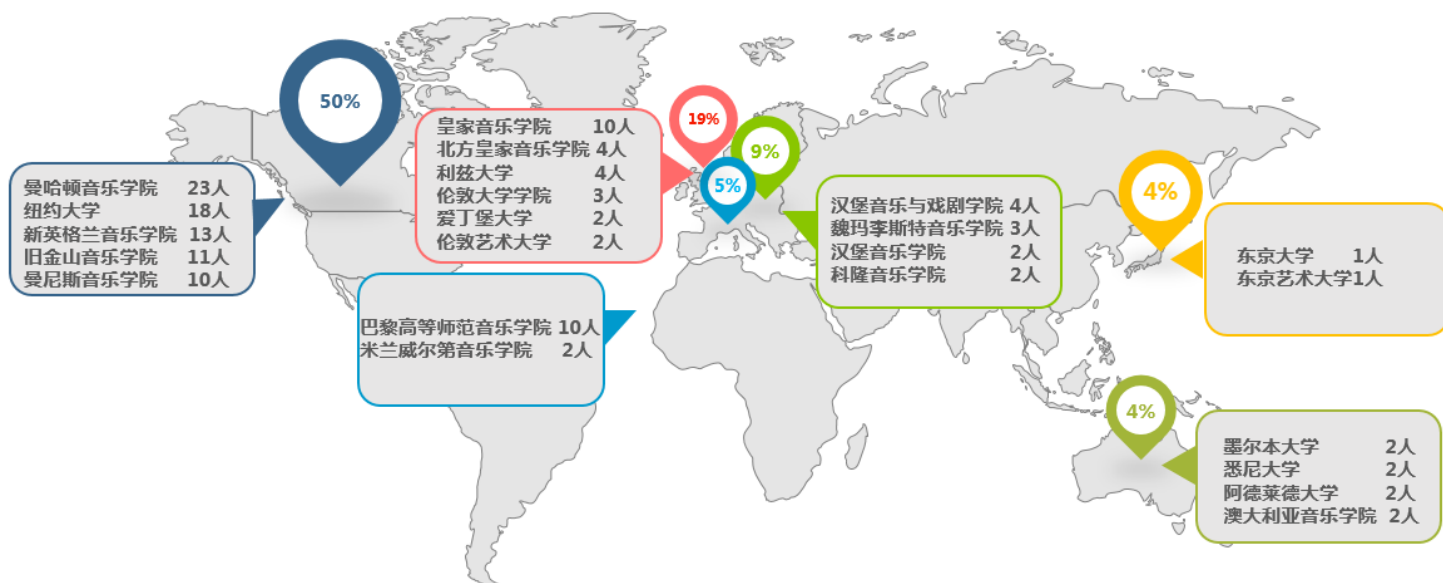 50%
曼哈顿音乐学院 23人
纽约大学 18人
新英格兰音乐学院 13人
旧金山音乐学院 11人
曼尼斯音乐学院 10人
19%
皇家音乐学院 10人
北方皇家音乐学院 4人
利兹大学 4人
伦敦大学学院 3人
爱丁堡大学 2人
伦敦艺术大学 2人
5%
巴黎高等师范音乐学院 10人
米兰威尔第音乐学院 2人
9%
汉堡音乐与戏剧学院 4人
魏玛李斯特音乐学院 3人
汉堡音乐学院 2人
科隆音乐学院 2人
4%
东京大学 1人
东京艺术大学1人
4%
墨尔本大学 2人
悉尼大学 2人
阿德莱德大学 2人
澳大利亚音乐学院 2人